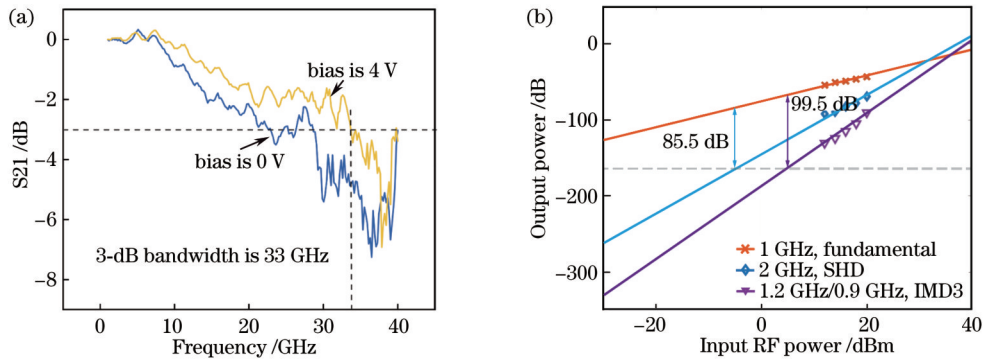 (a)
0
−2
−4
−6
−8
S21 /dB
bias is 4 V
bias is 0 V
3-dB bandwidth is 33 GHz
0
10
20
30
40
Frequency /GHz
(b)
0
−100
−200
−300
Output power /dB
99.5 dB
85.5 dB
1 GHz, fundamental
2 GHz, SHD
1.2 GHz/0.9 GHz, IMD3
−20
0
20
40
Input RF power /dBm